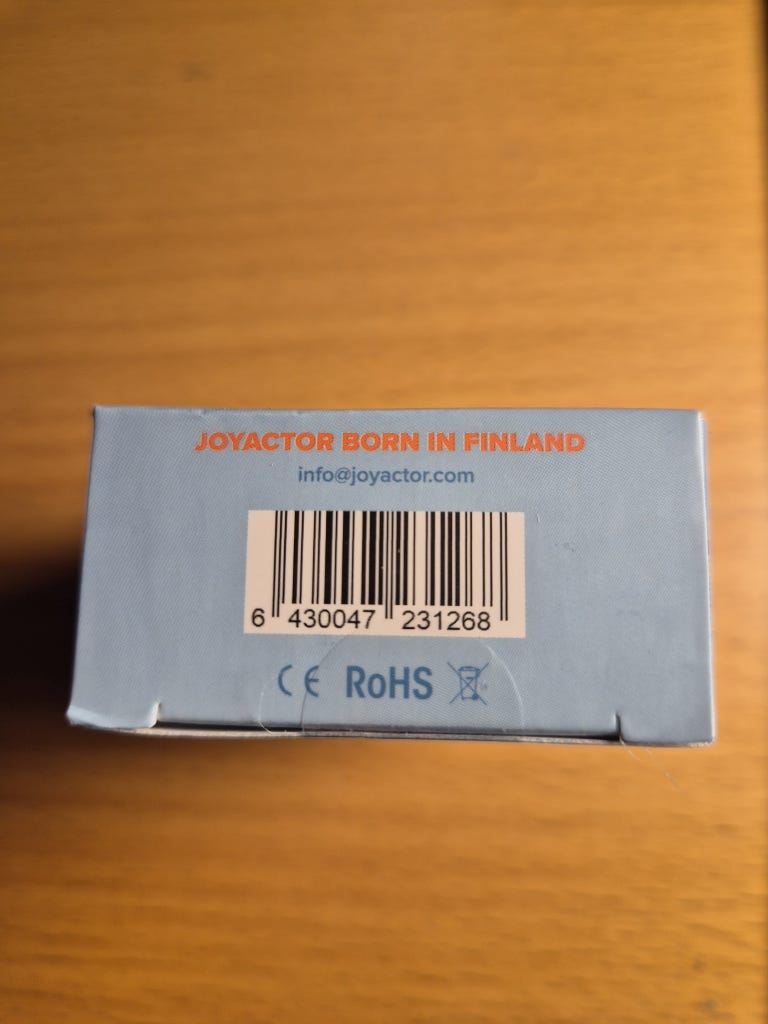 JOYACTOR BORN IN FINLAND
info@joyactor.com
6 430047 231268
CE RoHS